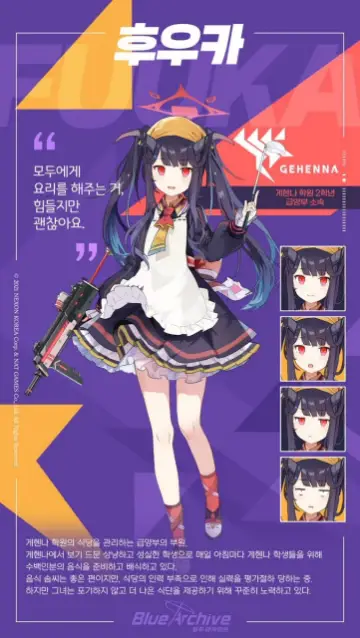 후우카
FUUKA
GEHENNA
게헨나 학원 2학년
급양부 소속
“
모두에게
요리를 해주는 거,
힘들지만
괜찮아요.
”
© 2021 NEXON KOREA Corp. & NAT GAMES Co., Ltd. All Rights Reserved.
게헨나 학원의 식당을 관리하는 급양부의 부원.
게헨나에서 보기 드문 상냥하고 성실한 학생으로 매일 아침마다 게헨나 학생들을 위해
수백인분의 음식을 준비하고 배식하고 있다.
음식 솜씨는 좋은 편이지만, 식당의 인력 부족으로 인해 실력을 평가절하 당하는 중.
하지만 그녀는 포기하지 않고 더 나은 식단을 제공하기 위해 꾸준히 노력하고 있다.
Blue Archive